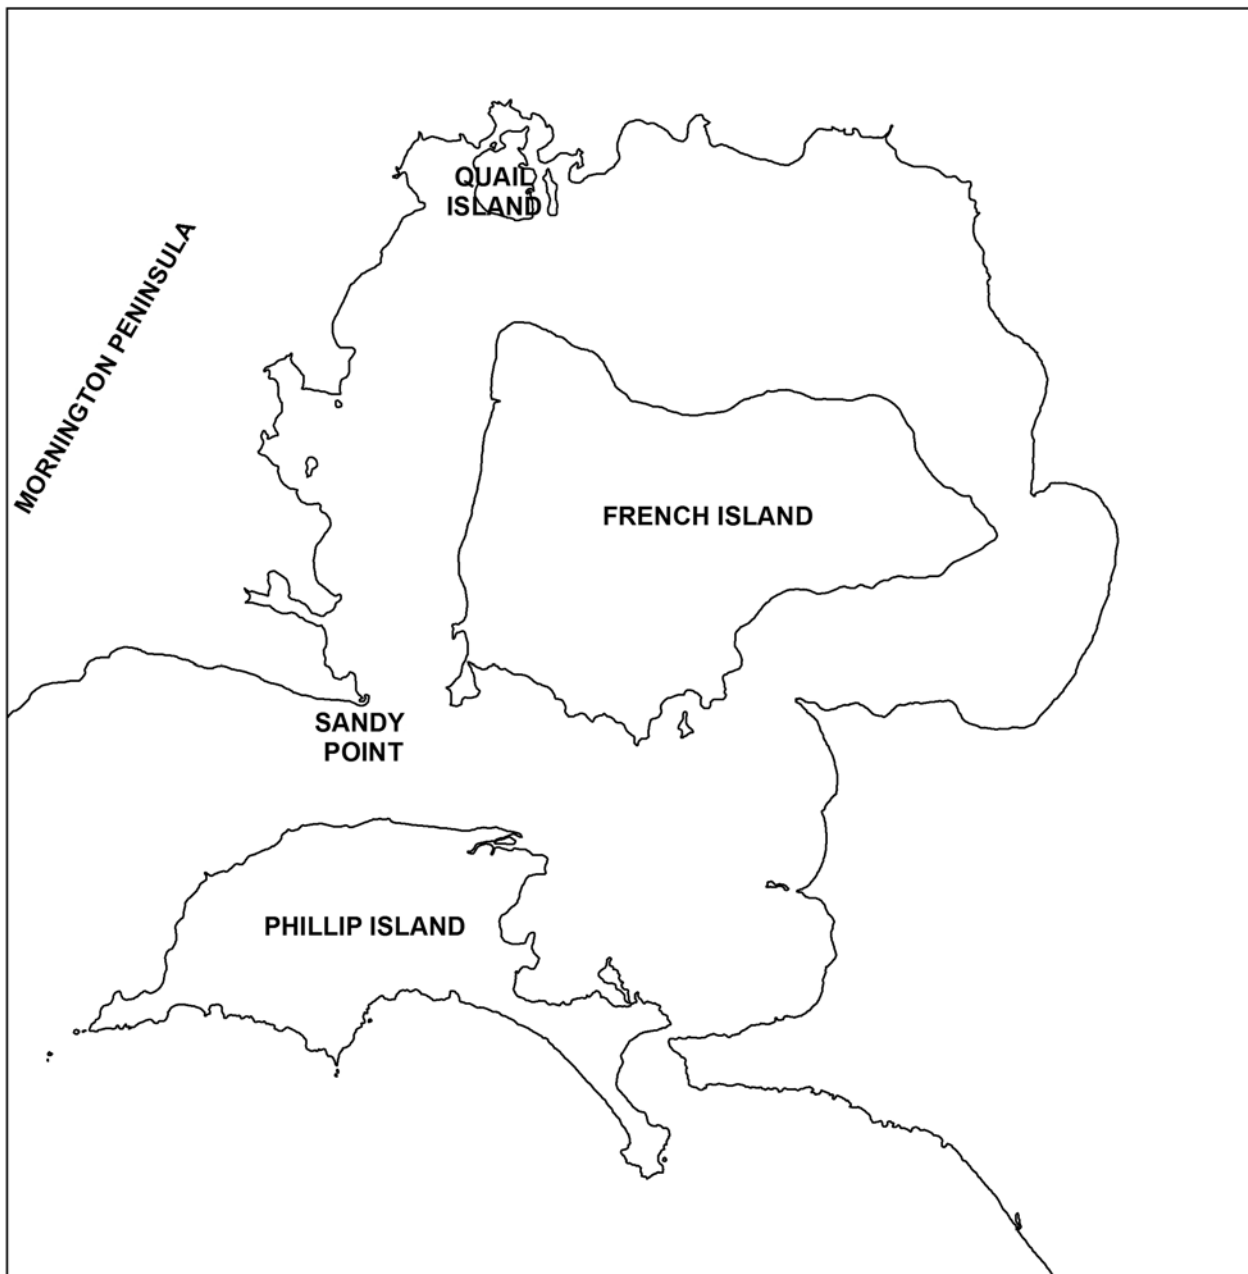 QUAIL
ISLAND
MORNINGTON PENINSULA
FRENCH ISLAND
SANDY
POINT
PHILLIP ISLAND